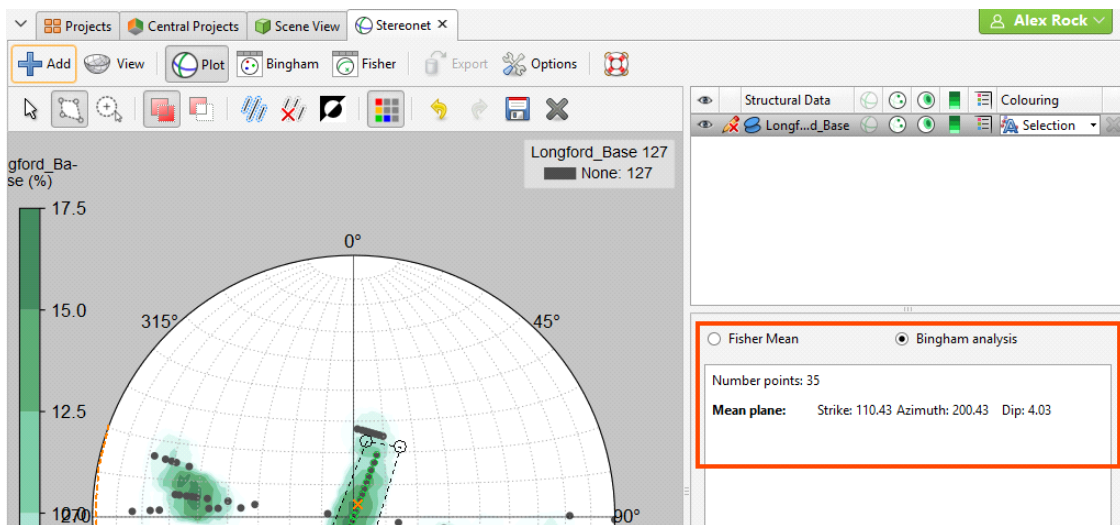 Projects Central Projects Scene View Stereonet ×
Alex Rock
Add View Plot Bingham Fisher Export Options
Structural Data Colouring
Longf...d_Base Selection
Longford_Base 127
None: 127
gford_Ba-
se (%)
17.5
0°
15.0
315°
45°
Fisher Mean Bingham analysis
Number points: 35
Mean plane: Strike: 110.43 Azimuth: 200.43 Dip: 4.03
12.5
270
90°